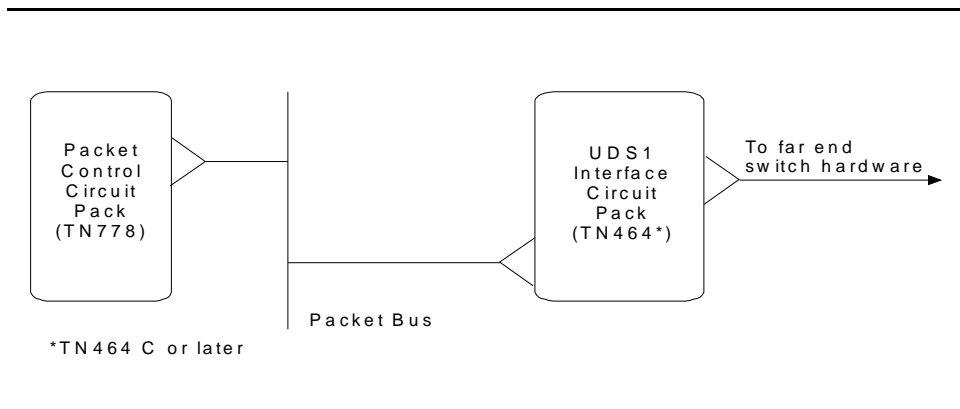 Packet
Control
Circuit
Pack
(TN778)
UDS1
Interface
Circuit
Pack
(TN464*)
To far end
switch hardware
Packet Bus
*TN464 C or later